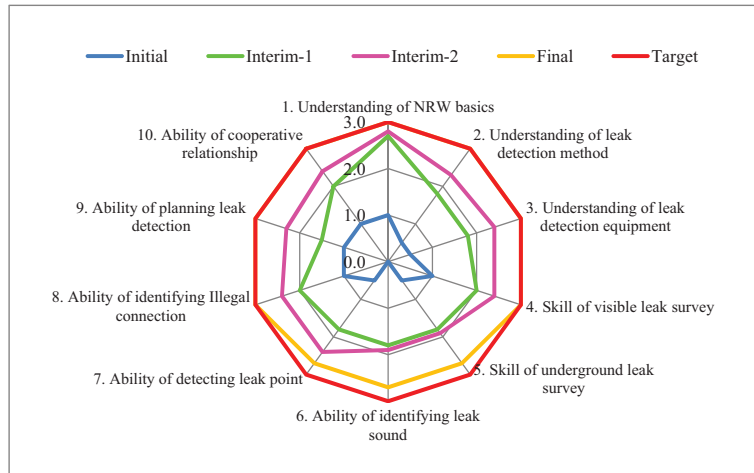 Initial Interim-1 Interim-2 Final Target
1. Understanding of NRW basics
3.0
10. Ability of cooperative
relationship
2. Understanding of leak
detection method
2.0
9. Ability of planning leak
detection
1.0
3. Understanding of leak
detection equipment
0.0
8. Ability of identifying Illegal
connection
4. Skill of visible leak survey
7. Ability of detecting leak point
5. Skill of underground leak
survey
6. Ability of identifying leak
sound